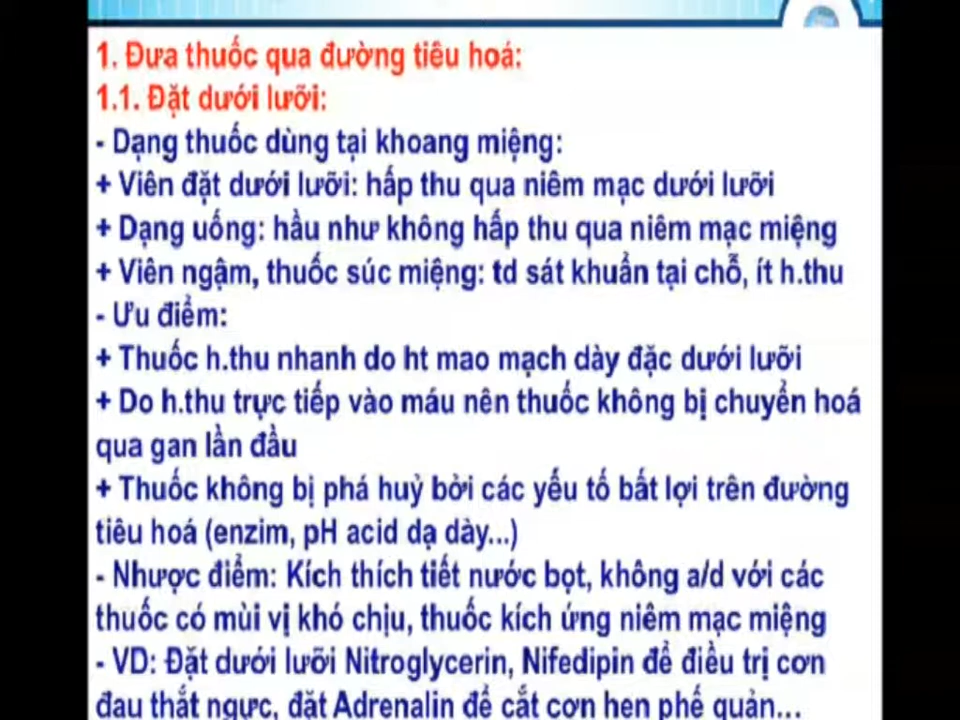 1. Đưa thuốc qua đường tiêu hoá:
1.1. Đặt dưới lưỡi:
- Dạng thuốc dùng tại khoang miệng:
+ Viên đặt dưới lưỡi: hấp thu qua niêm mạc dưới lưỡi
+ Dạng uống: hầu như không hấp thu qua niêm mạc miệng
+ Viên ngậm, thuốc súc miệng: td sát khuẩn tại chỗ, ít h.thu
- Ưu điểm:
+ Thuốc h.thu nhanh do ht mao mạch dày đặc dưới lưỡi
+ Do h.thu trực tiếp vào máu nên thuốc không bị chuyển hoá
qua gan lần đầu
+ Thuốc không bị phá huỷ bởi các yếu tố bất lợi trên đường
tiêu hoá (enzim, pH acid dạ dày...)
- Nhược điểm: Kích thích tiết nước bọt, không a/d với các
thuốc có mùi vị khó chịu, thuốc kích ứng niêm mạc miệng
- VD: Đặt dưới lưỡi Nitroglycerin, Nifedipin để điều trị cơn
đau thắt ngực, đặt Adrenalin để cắt cơn hen phế quản...